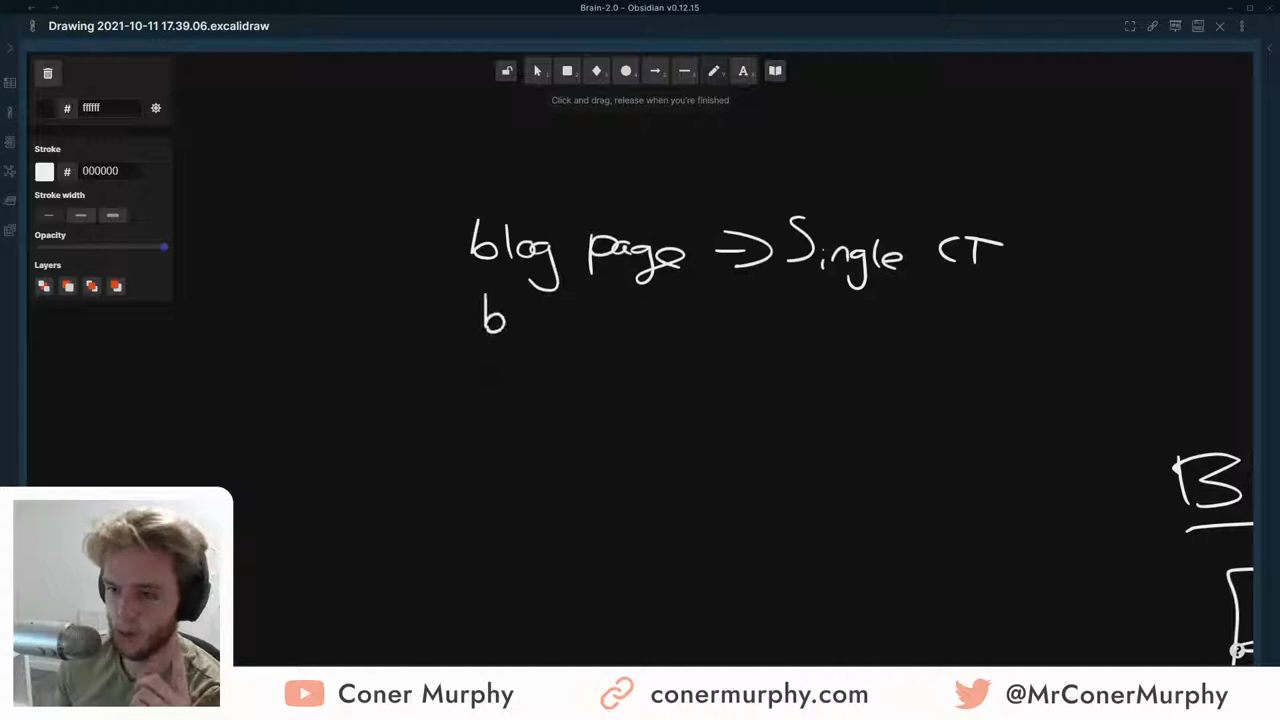 Brain-2.0 - Obsidian v0.12.15
Drawing 2021-10-11 17.39.06.excalidraw
# ffffff
Click and drag, release when you're finished
Stroke
# 000000
Stroke width
Opacity
Layers
blog page => Single CT
b
B
Coner Murphy
conermurphy.com
@MrConerMurphy